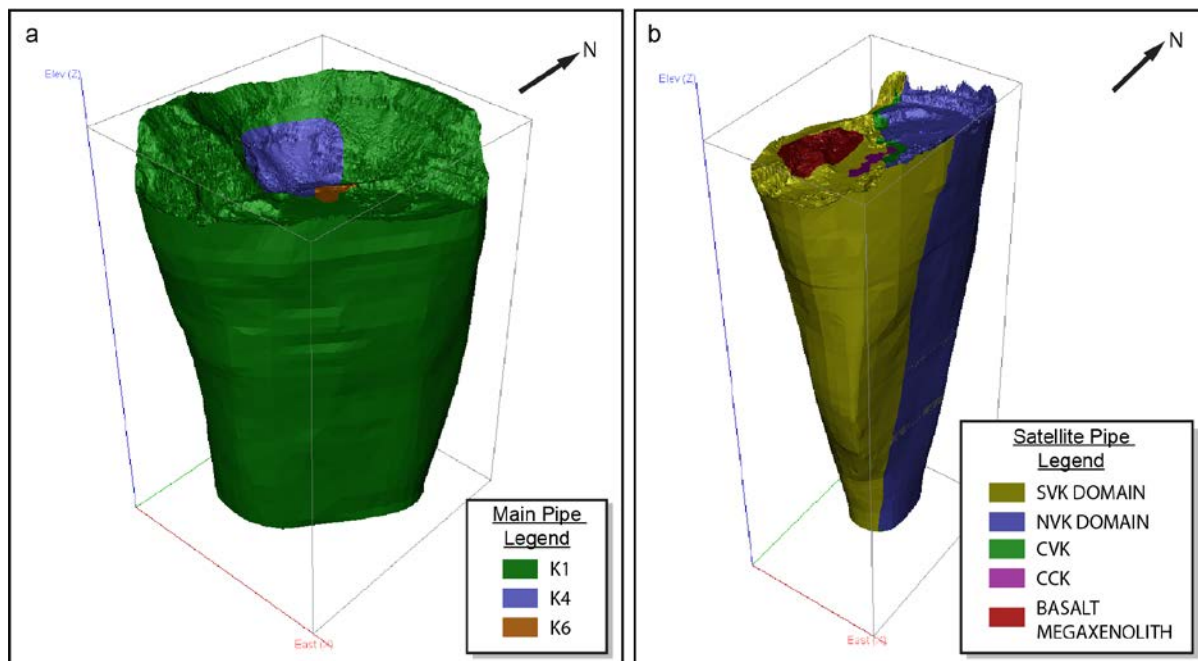 a
N
Elev (Z)
East (X)
Main Pipe
Legend
K1
K4
K6
b
N
Elev (Z)
East (X)
Satellite Pipe
Legend
SVK DOMAIN
NVK DOMAIN
CVK
CCK
BASALT
MEGAXENOLITH